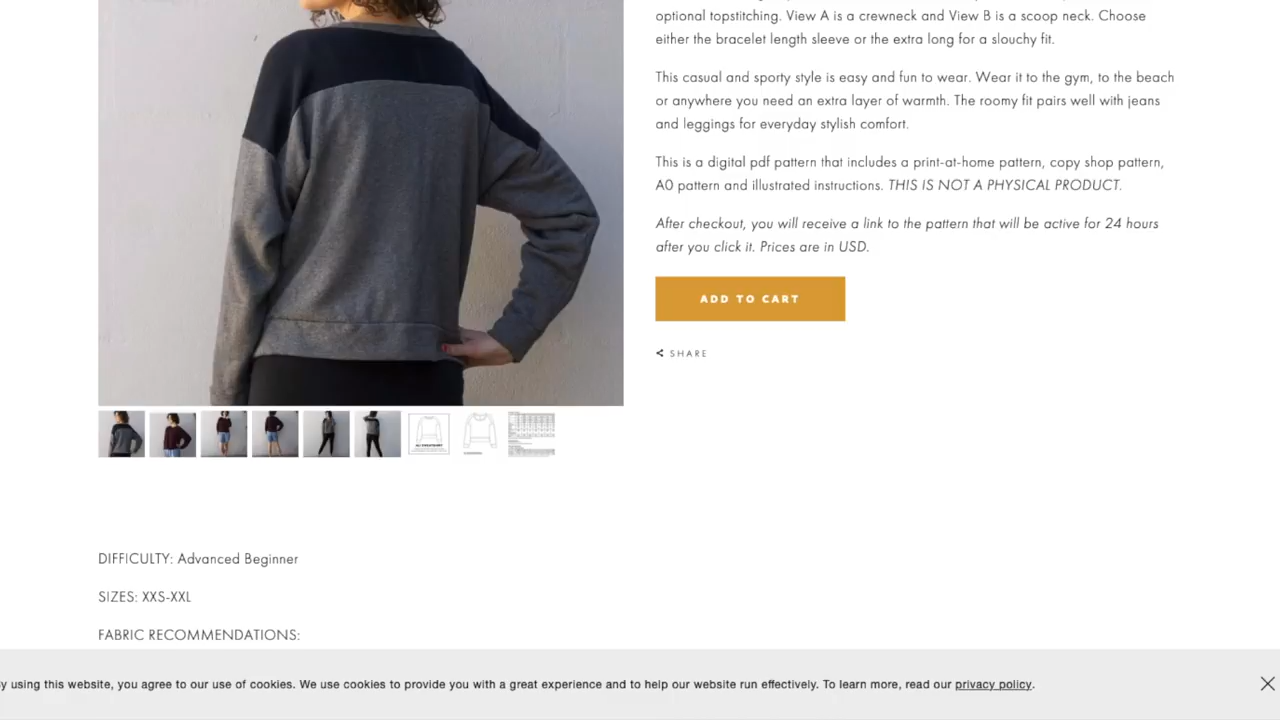 optional topstitching. View A is a crewneck and View B is a scoop neck. Choose
either the bracelet length sleeve or the extra long for a slouchy fit.
This casual and sporty style is easy and fun to wear. Wear it to the gym, to the beach
or anywhere you need an extra layer of warmth. The roomy fit pairs well with jeans
and leggings for everyday stylish comfort.
This is a digital pdf pattern that includes a print-at-home pattern, copy shop pattern,
A0 pattern and illustrated instructions. THIS IS NOT A PHYSICAL PRODUCT.
After checkout, you will receive a link to the pattern that will be active for 24 hours
after you click it. Prices are in USD.
ADD TO CART
SHARE
DIFFICULTY: Advanced Beginner
SIZES: XXS-XXL
FABRIC RECOMMENDATIONS:
using this website, you agree to our use of cookies. We use cookies to provide you with a great experience and to help our website run effectively. To learn more, read our privacy policy.